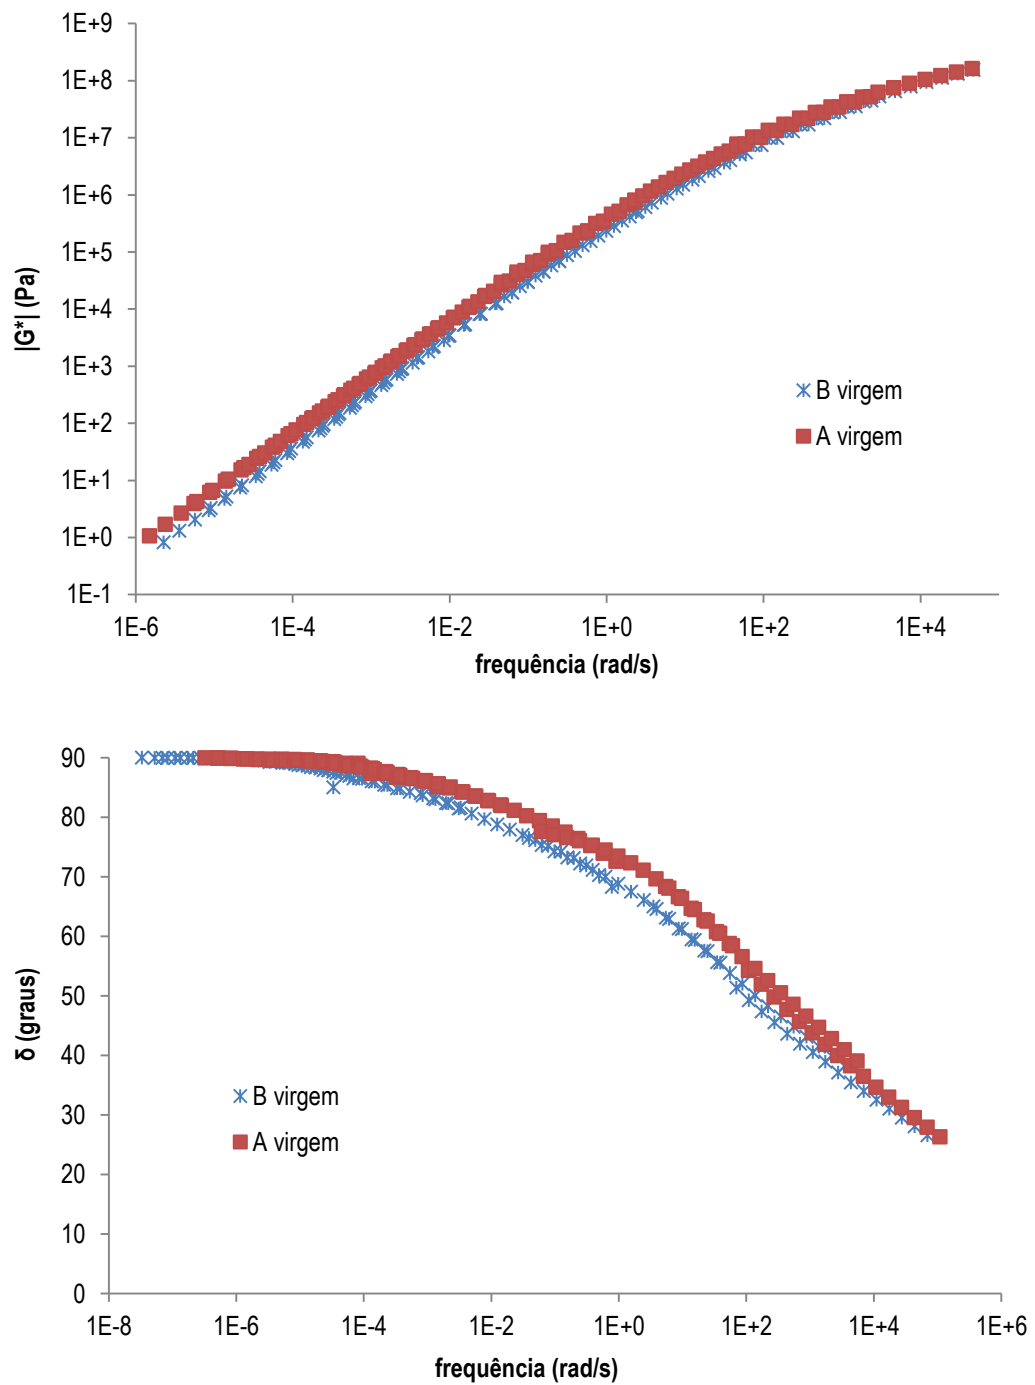 1E+9
1E+8
1E+7
1E+6
1E+5
1E+4
1E+3
1E+2
1E+1
1E+0
1E-1
|G*| (Pa)
B virgem
A virgem
1E-6 1E-4 1E-2 1E+0 1E+2 1E+4
frequência (rad/s)
90
80
70
60
50
40
30
20
10
0
δ (graus)
B virgem
A virgem
1E-8 1E-6 1E-4 1E-2 1E+0 1E+2 1E+4 1E+6
frequência (rad/s)